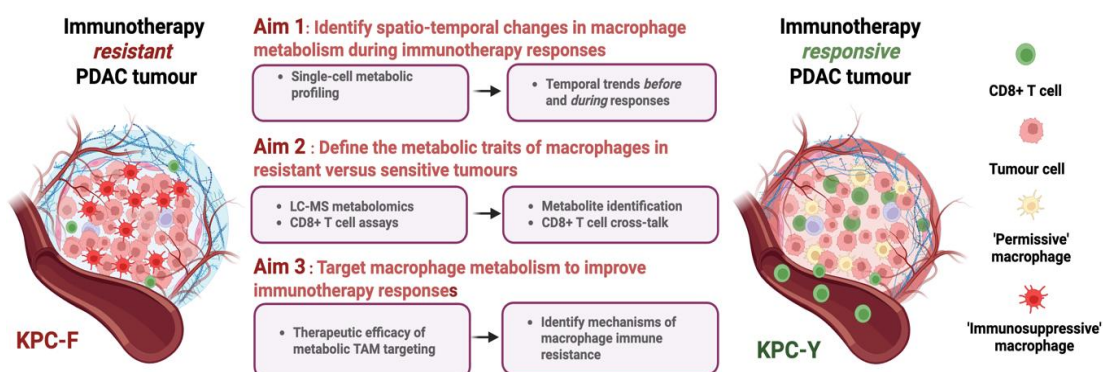 Immunotherapy
resistant
PDAC tumour
KPC-F
Aim 1: Identify spatio-temporal changes in macrophage
metabolism during immunotherapy responses
• Single-cell metabolic
profiling
• Temporal trends before
and during responses
Aim 2 : Define the metabolic traits of macrophages in
resistant versus sensitive tumours
• LC-MS metabolomics
• CD8+ T cell assays
• Metabolite identification
• CD8+ T cell cross-talk
Aim 3 : Target macrophage metabolism to improve
immunotherapy responses
• Therapeutic efficacy of
metabolic TAM targeting
• Identify mechanisms of
macrophage immune
resistance
Immunotherapy
responsive
PDAC tumour
KPC-Y
CD8+ T cell
Tumour cell
'Permissive'
macrophage
'Immunosuppressive'
macrophage